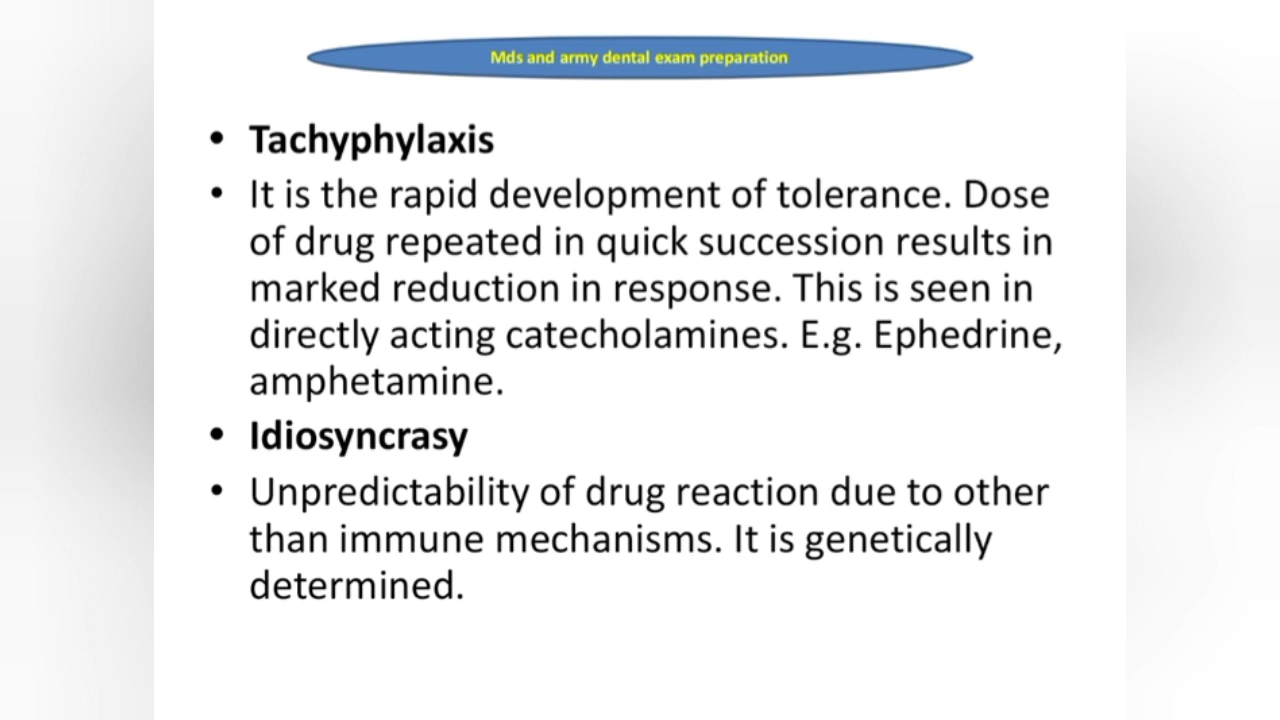 Mds and army dental exam preparation
• Tachyphylaxis
• It is the rapid development of tolerance. Dose
of drug repeated in quick succession results in
marked reduction in response. This is seen in
directly acting catecholamines. E.g. Ephedrine,
amphetamine.
• Idiosyncrasy
• Unpredictability of drug reaction due to other
than immune mechanisms. It is genetically
determined.